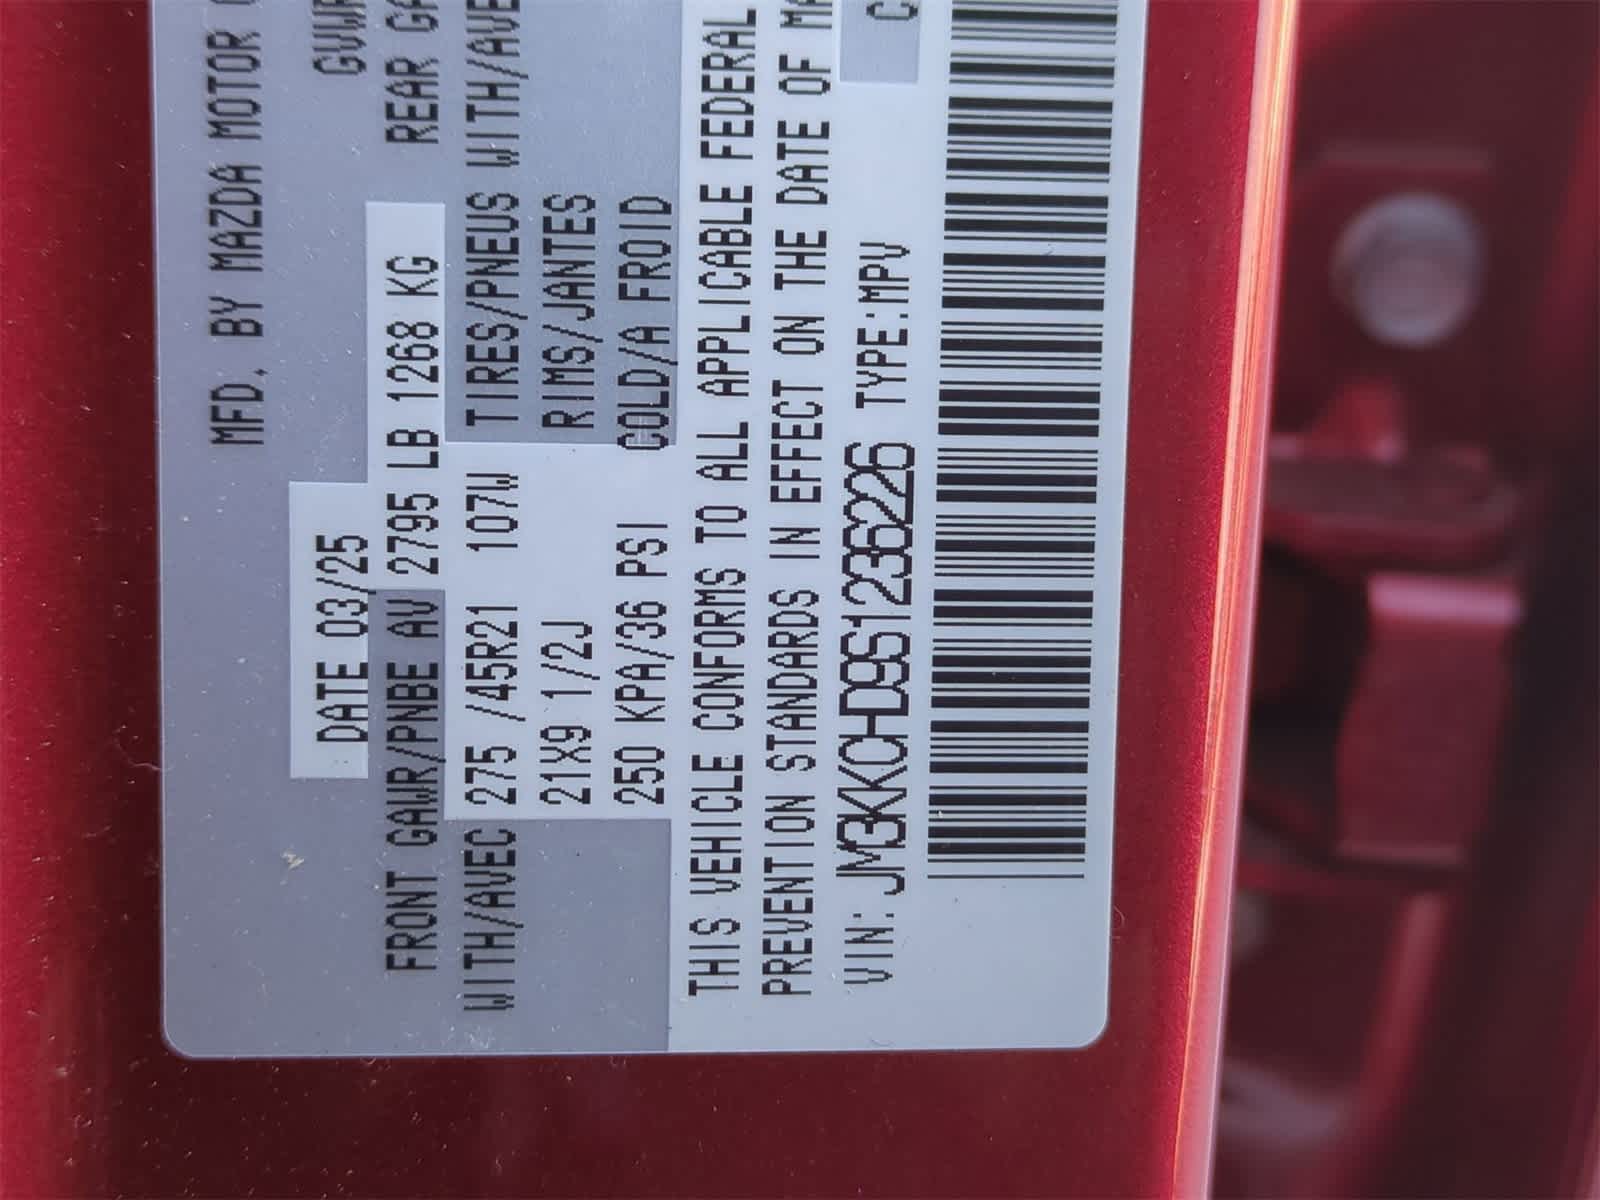 MFD. BY MAZDA MOTOR
DATE 03/25 GVWR
FRONT GAWR/PNBE AV 2795 LB 1268 KG REAR
WITH/AVEC 275 /45R21 107W TIRES/PNEUS WITH/AVE
21X9 1/2J RIMS/JANTES
250 KPA/36 PSI COLD/A FROID
THIS VEHICLE CONFORMS TO ALL APPLICABLE FEDERAL
PREVENTION STANDARDS IN EFFECT ON THE DATE OF
VIN: JM3KKCHD9S1236226 TYPE:MPV